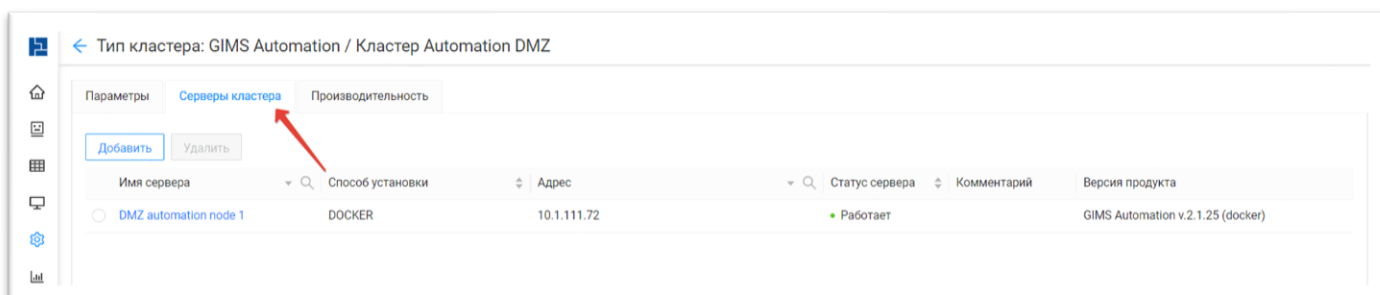 ← Тип кластера: GIMS Automation / Кластер Automation DMZ
Параметры Серверы кластера Производительность
Добавить Удалить
Имя сервера Способ установки Адрес Статус сервера Комментарий Версия продукта
DMZ automation node 1 DOCKER 10.1.111.72 Работает GIMS Automation v.2.1.25 (docker)